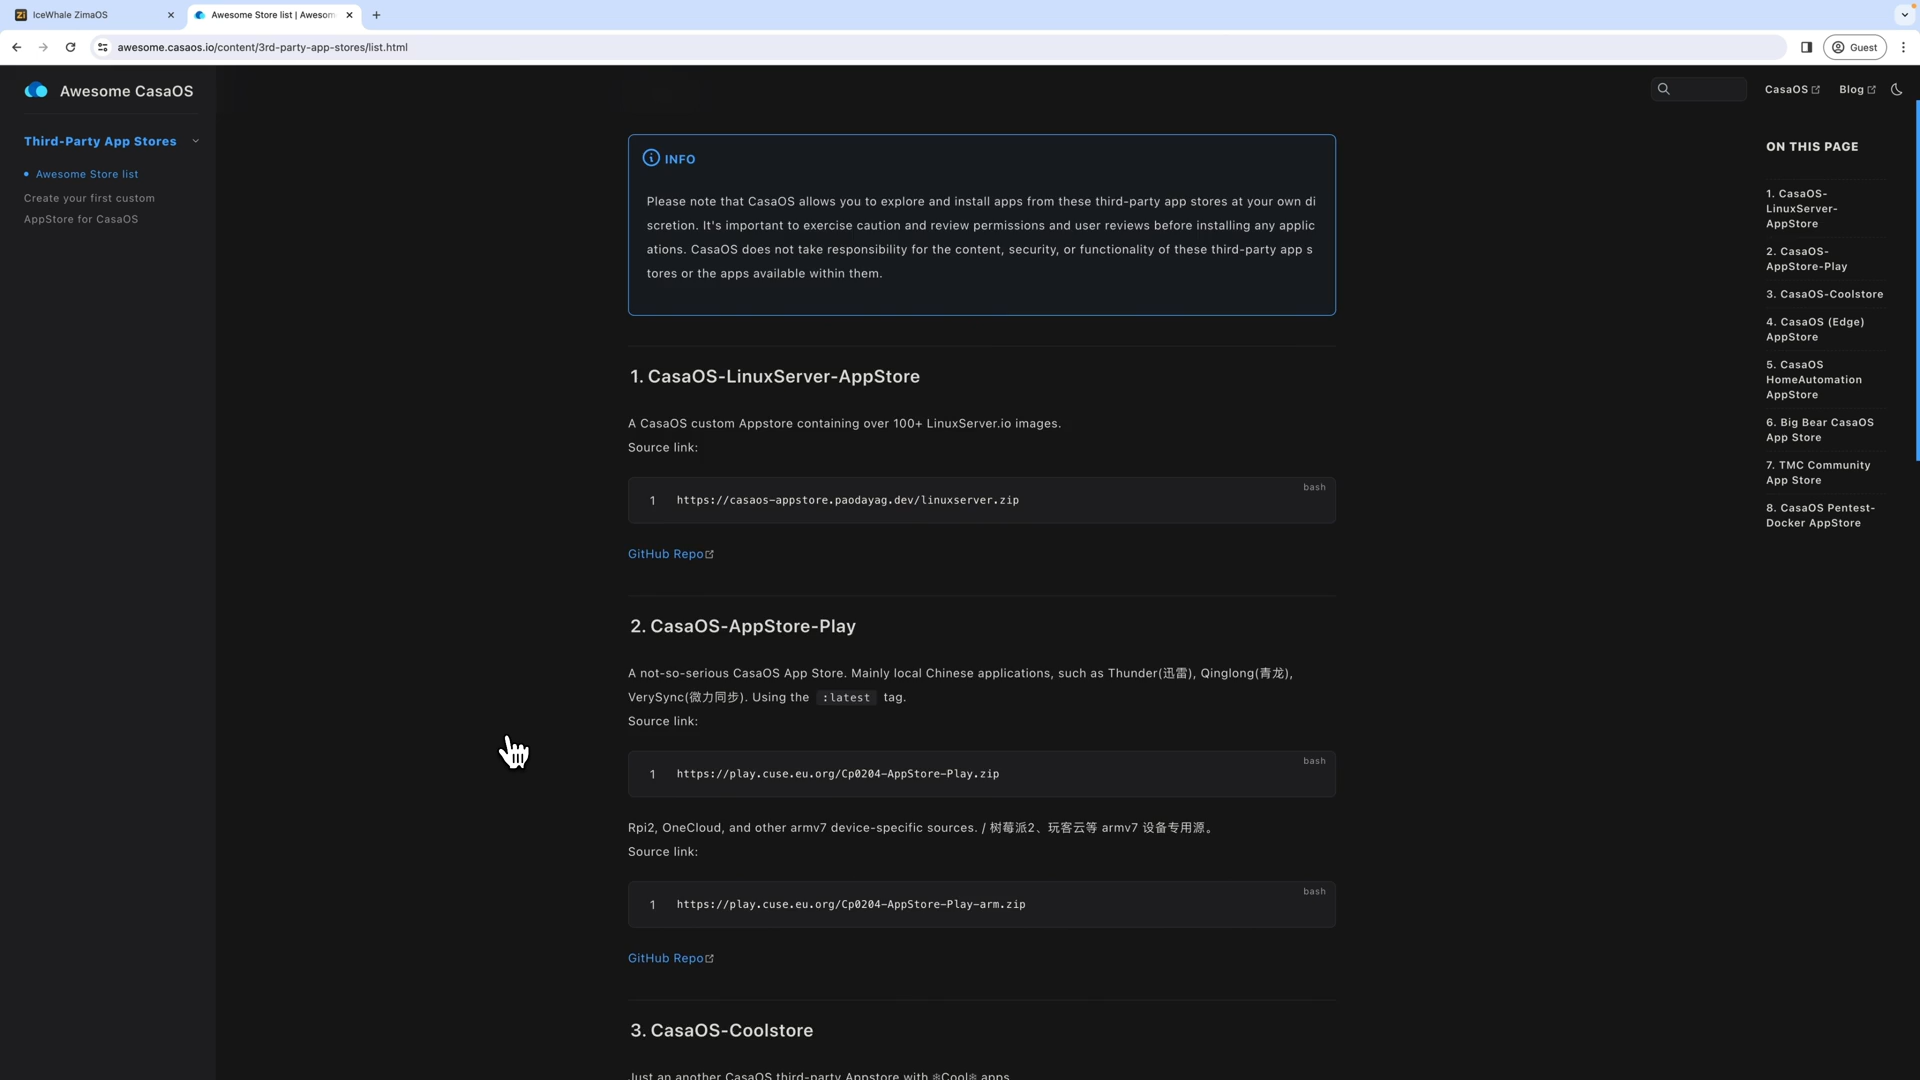 IceWhale ZimaOS
Awesome Store list | Awesom
awesome.casaos.io/content/3rd-party-app-stores/list.html
Guest
Awesome CasaOS
CasaOS
Blog
Third-Party App Stores
Awesome Store list
Create your first custom
AppStore for CasaOS
INFO
Please note that CasaOS allows you to explore and install apps from these third-party app stores at your own di
scretion. It's important to exercise caution and review permissions and user reviews before installing any applic
ations. CasaOS does not take responsibility for the content, security, or functionality of these third-party app s
tores or the apps available within them.
1. CasaOS-LinuxServer-AppStore
A CasaOS custom Appstore containing over 100+ LinuxServer.io images.
Source link:
bash
1 https://casaos-appstore.paodayag.dev/linuxserver.zip
GitHub Repo
2. CasaOS-AppStore-Play
A not-so-serious CasaOS App Store. Mainly local Chinese applications, such as Thunder(迅雷), Qinglong(青龙),
VerySync(微力同步). Using the :latest tag.
Source link:
bash
1 https://play.cuse.eu.org/Cp0204-AppStore-Play.zip
Rpi2, OneCloud, and other armv7 device-specific sources. / 树莓派2、玩客云等 armv7 设备专用源。
Source link:
bash
1 https://play.cuse.eu.org/Cp0204-AppStore-Play-arm.zip
GitHub Repo
3. CasaOS-Coolstore
Just an another CasaOS third-party Appstore with ❄Cool❄ apps
ON THIS PAGE
1. CasaOS-
LinuxServer-
AppStore
2. CasaOS-
AppStore-Play
3. CasaOS-Coolstore
4. CasaOS (Edge)
AppStore
5. CasaOS
HomeAutomation
AppStore
6. Big Bear CasaOS
App Store
7. TMC Community
App Store
8. CasaOS Pentest-
Docker AppStore